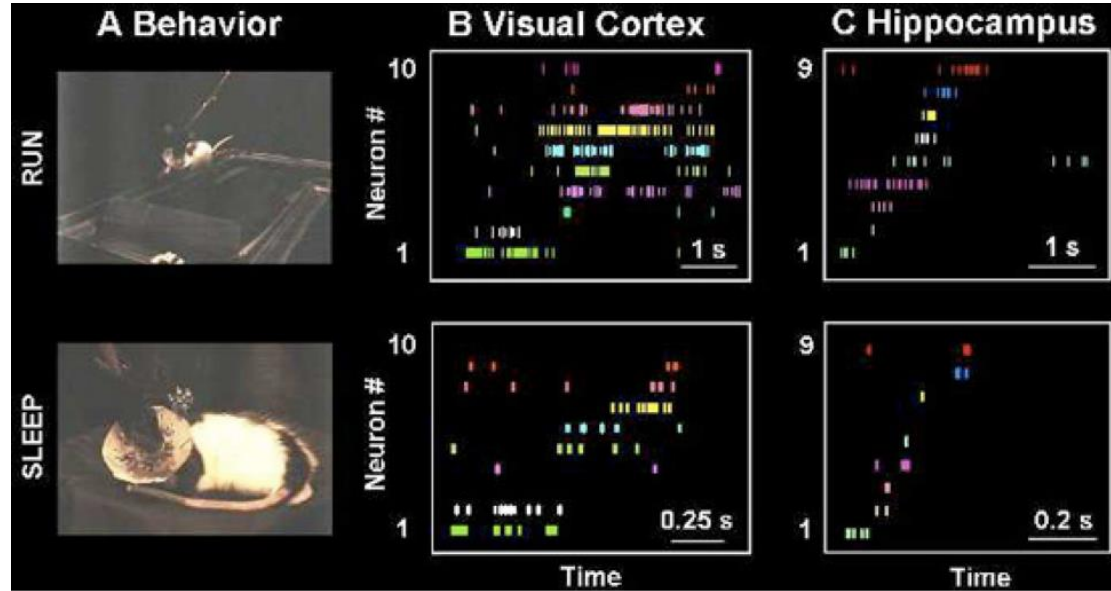 A Behavior
B Visual Cortex
C Hippocampus
RUN
Neuron #
10
1
1 s
9
1
1 s
SLEEP
Neuron #
10
1
0.25 s
Time
9
1
0.2 s
Time